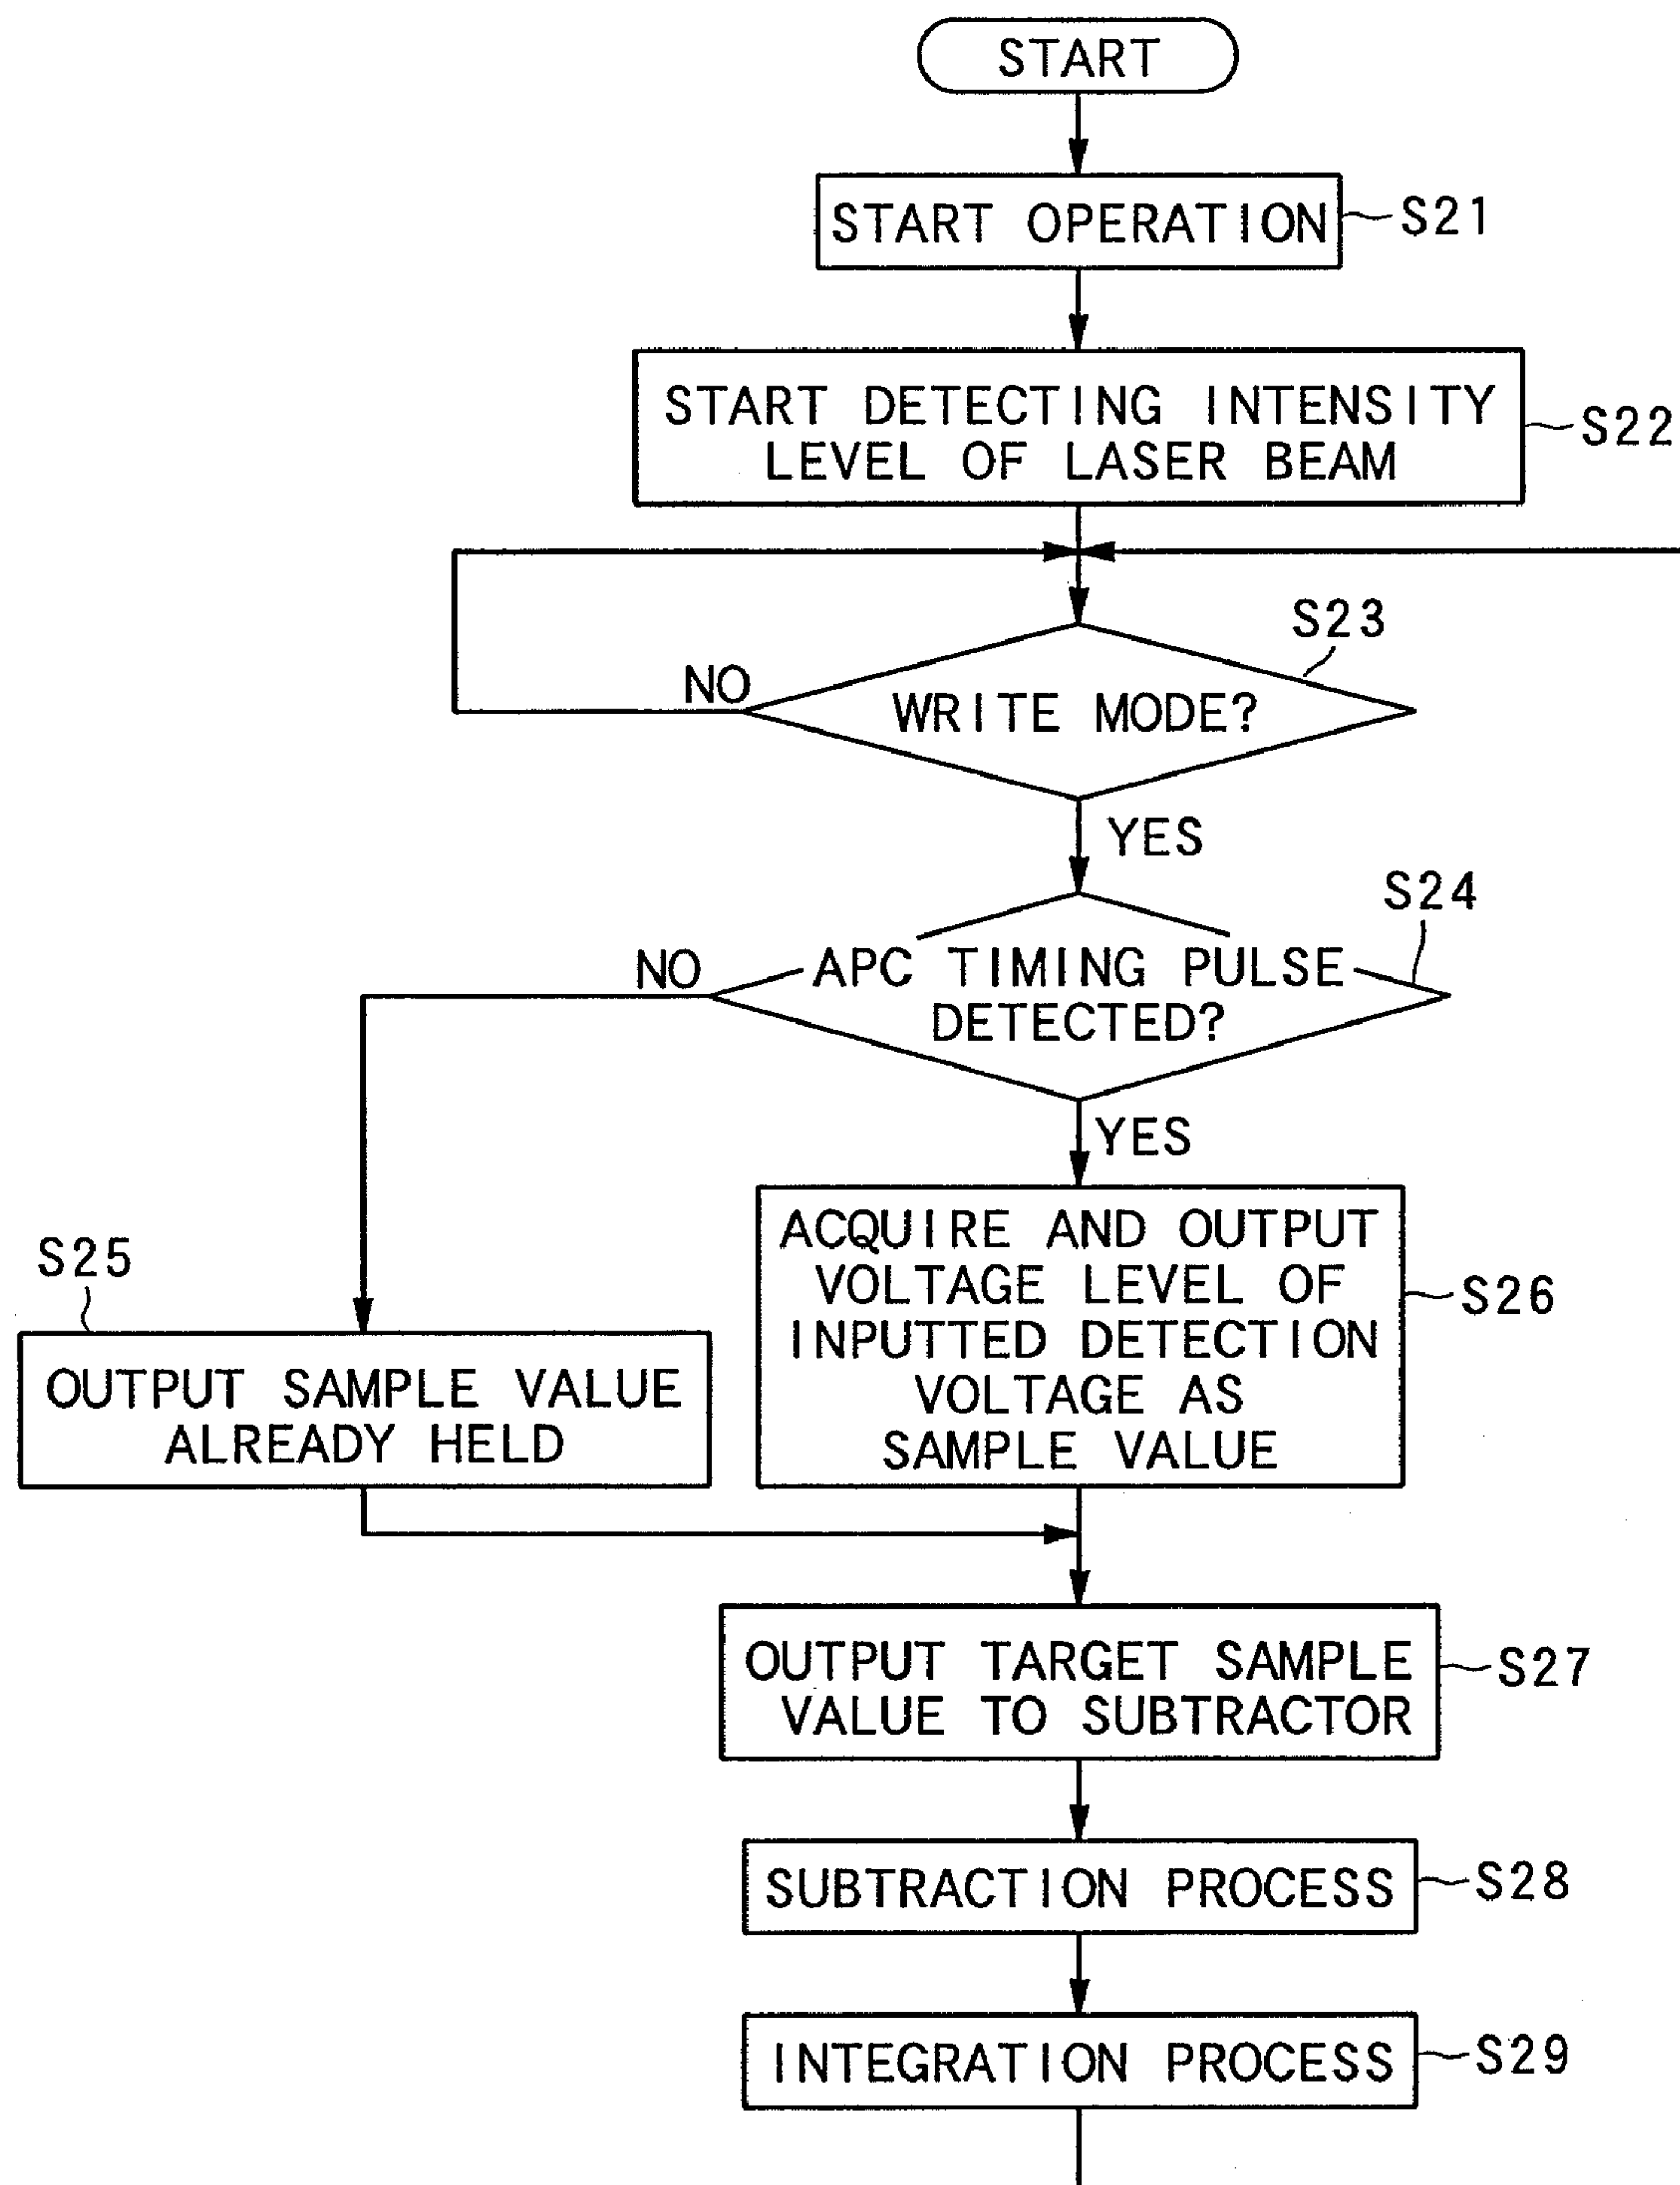 START
START OPERATION
S21
START DETECTING INTENSITY
LEVEL OF LASER BEAM
S22
S23
NO
WRITE MODE?
YES
S24
NO
APC TIMING PULSE
DETECTED?
YES
S25
OUTPUT SAMPLE VALUE
ALREADY HELD
ACQUIRE AND OUTPUT
VOLTAGE LEVEL OF
INPUTTED DETECTION
VOLTAGE AS
SAMPLE VALUE
S26
OUTPUT TARGET SAMPLE
VALUE TO SUBTRACTOR
S27
SUBTRACTION PROCESS
S28
INTEGRATION PROCESS
S29